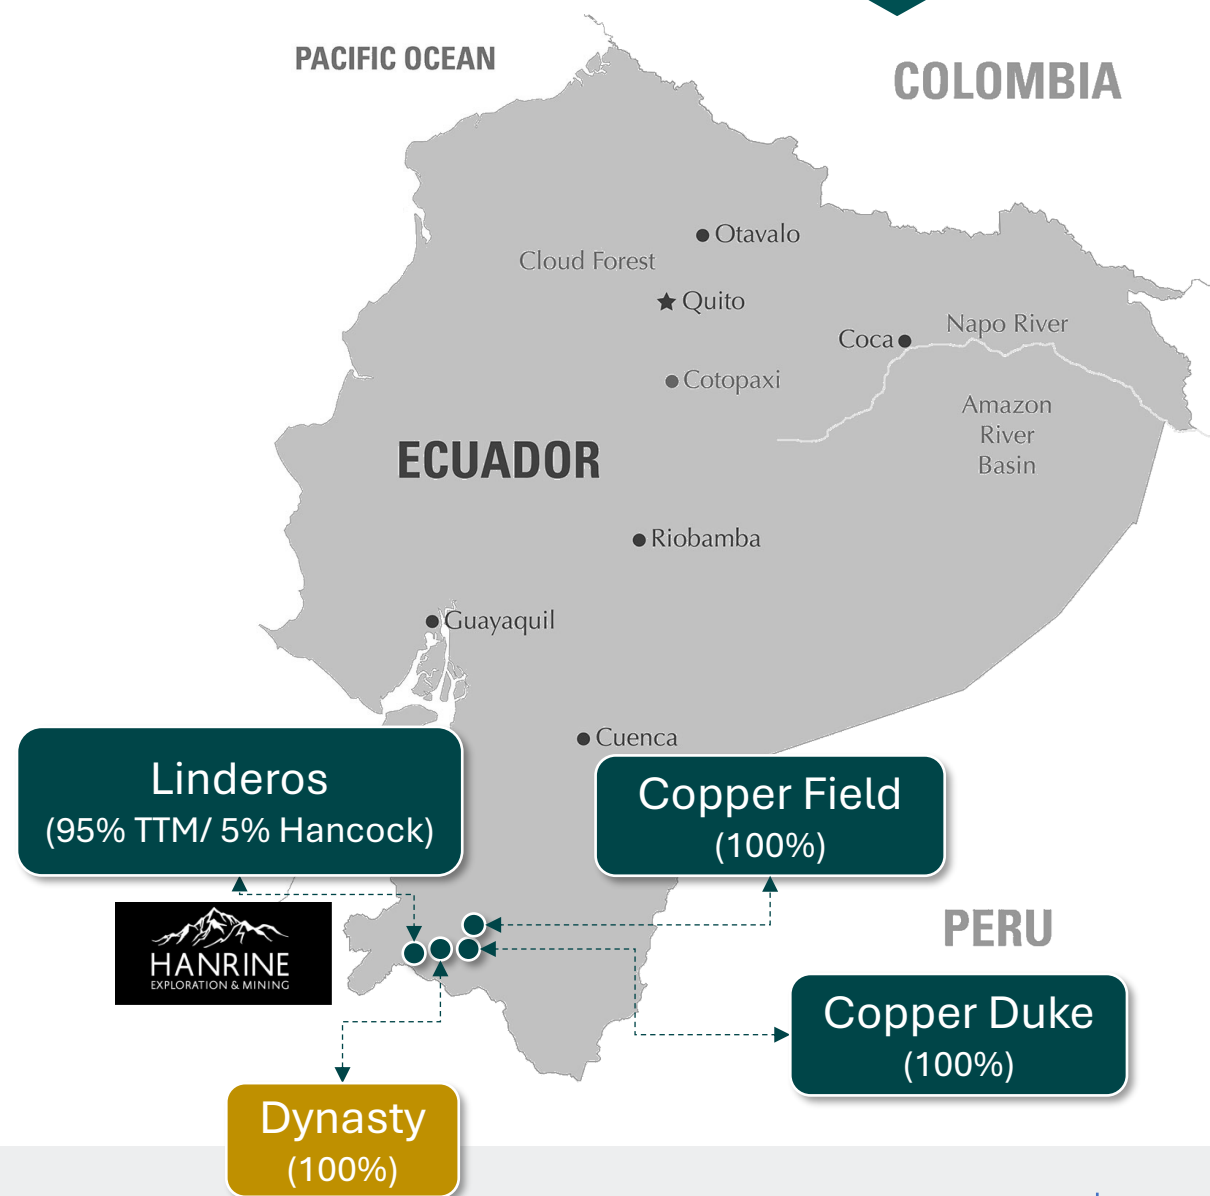 PACIFIC OCEAN
COLOMBIA
Otavalo
Cloud Forest
Quito
Napo River
Coca
Cotopaxi
Amazon
River
Basin
ECUADOR
Riobamba
Guayaquil
Cuenca
Linderos
(95% TTM/ 5% Hancock)
Copper Field
(100%)
HANRINE
EXPLORATION & MINING
PERU
Copper Duke
(100%)
Dynasty
(100%)